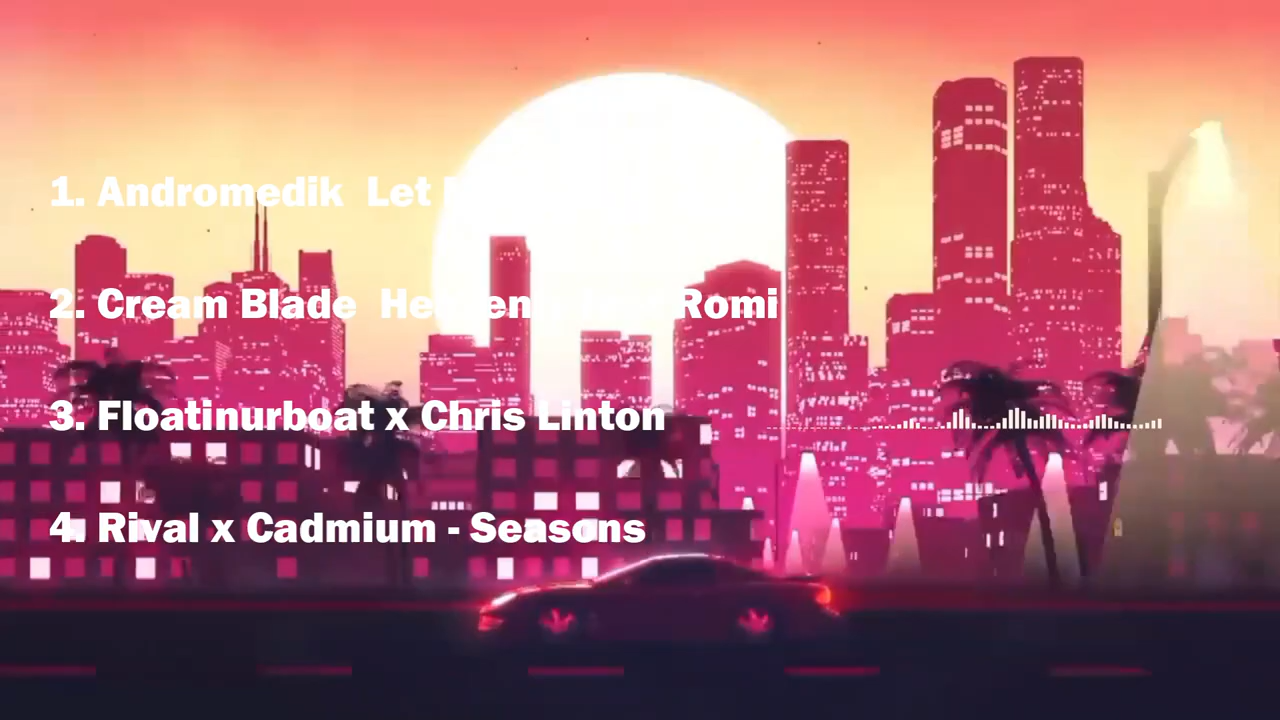 1. Andromedik Let
2. Cream Blade Romi
3. Floatinurboat x Chris Linton
4. Rival x Cadmium - Seasons